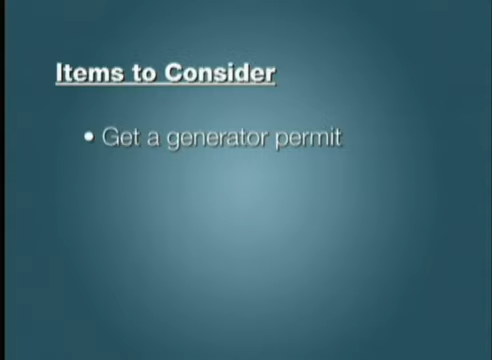 Items to Consider
• Get a generator permit